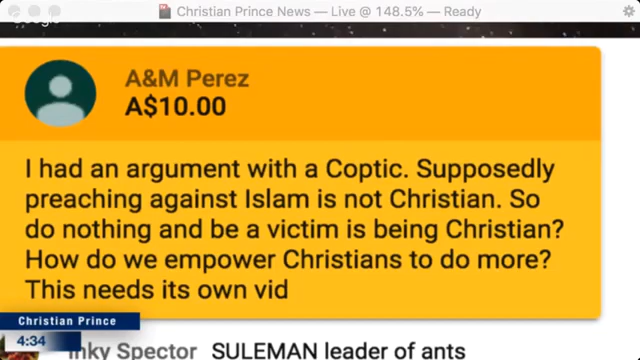 Christian Prince News — Live @ 148.5% — Ready
A&M Perez
A$10.00
I had an argument with a Coptic. Supposedly
preaching against Islam is not Christian. So
do nothing and be a victim is being Christian?
How do we empower Christians to do more?
This needs its own vid
Christian Prince
4:34
Inky Spector SULEMAN leader of ants